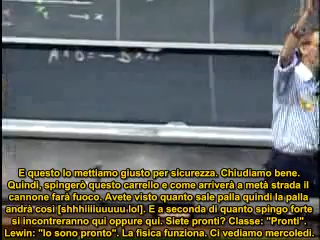 A × B = − B × A
E questo lo mettiamo giusto per sicurezza. Chiudiamo bene.
Quindi, spingerò questo carrello e come arriverà a metà strada il
cannone farà fuoco. Avete visto quanto sale palla quindi la palla
andrà così [shhhiiiiuuuuu lol]. E a seconda di quanto spingo forte
si incontreranno qui oppure qui. Siete pronti? Classe: "Pronti".
Lewin: "Io sono pronto". La fisica funziona. Ci vediamo mercoledì.